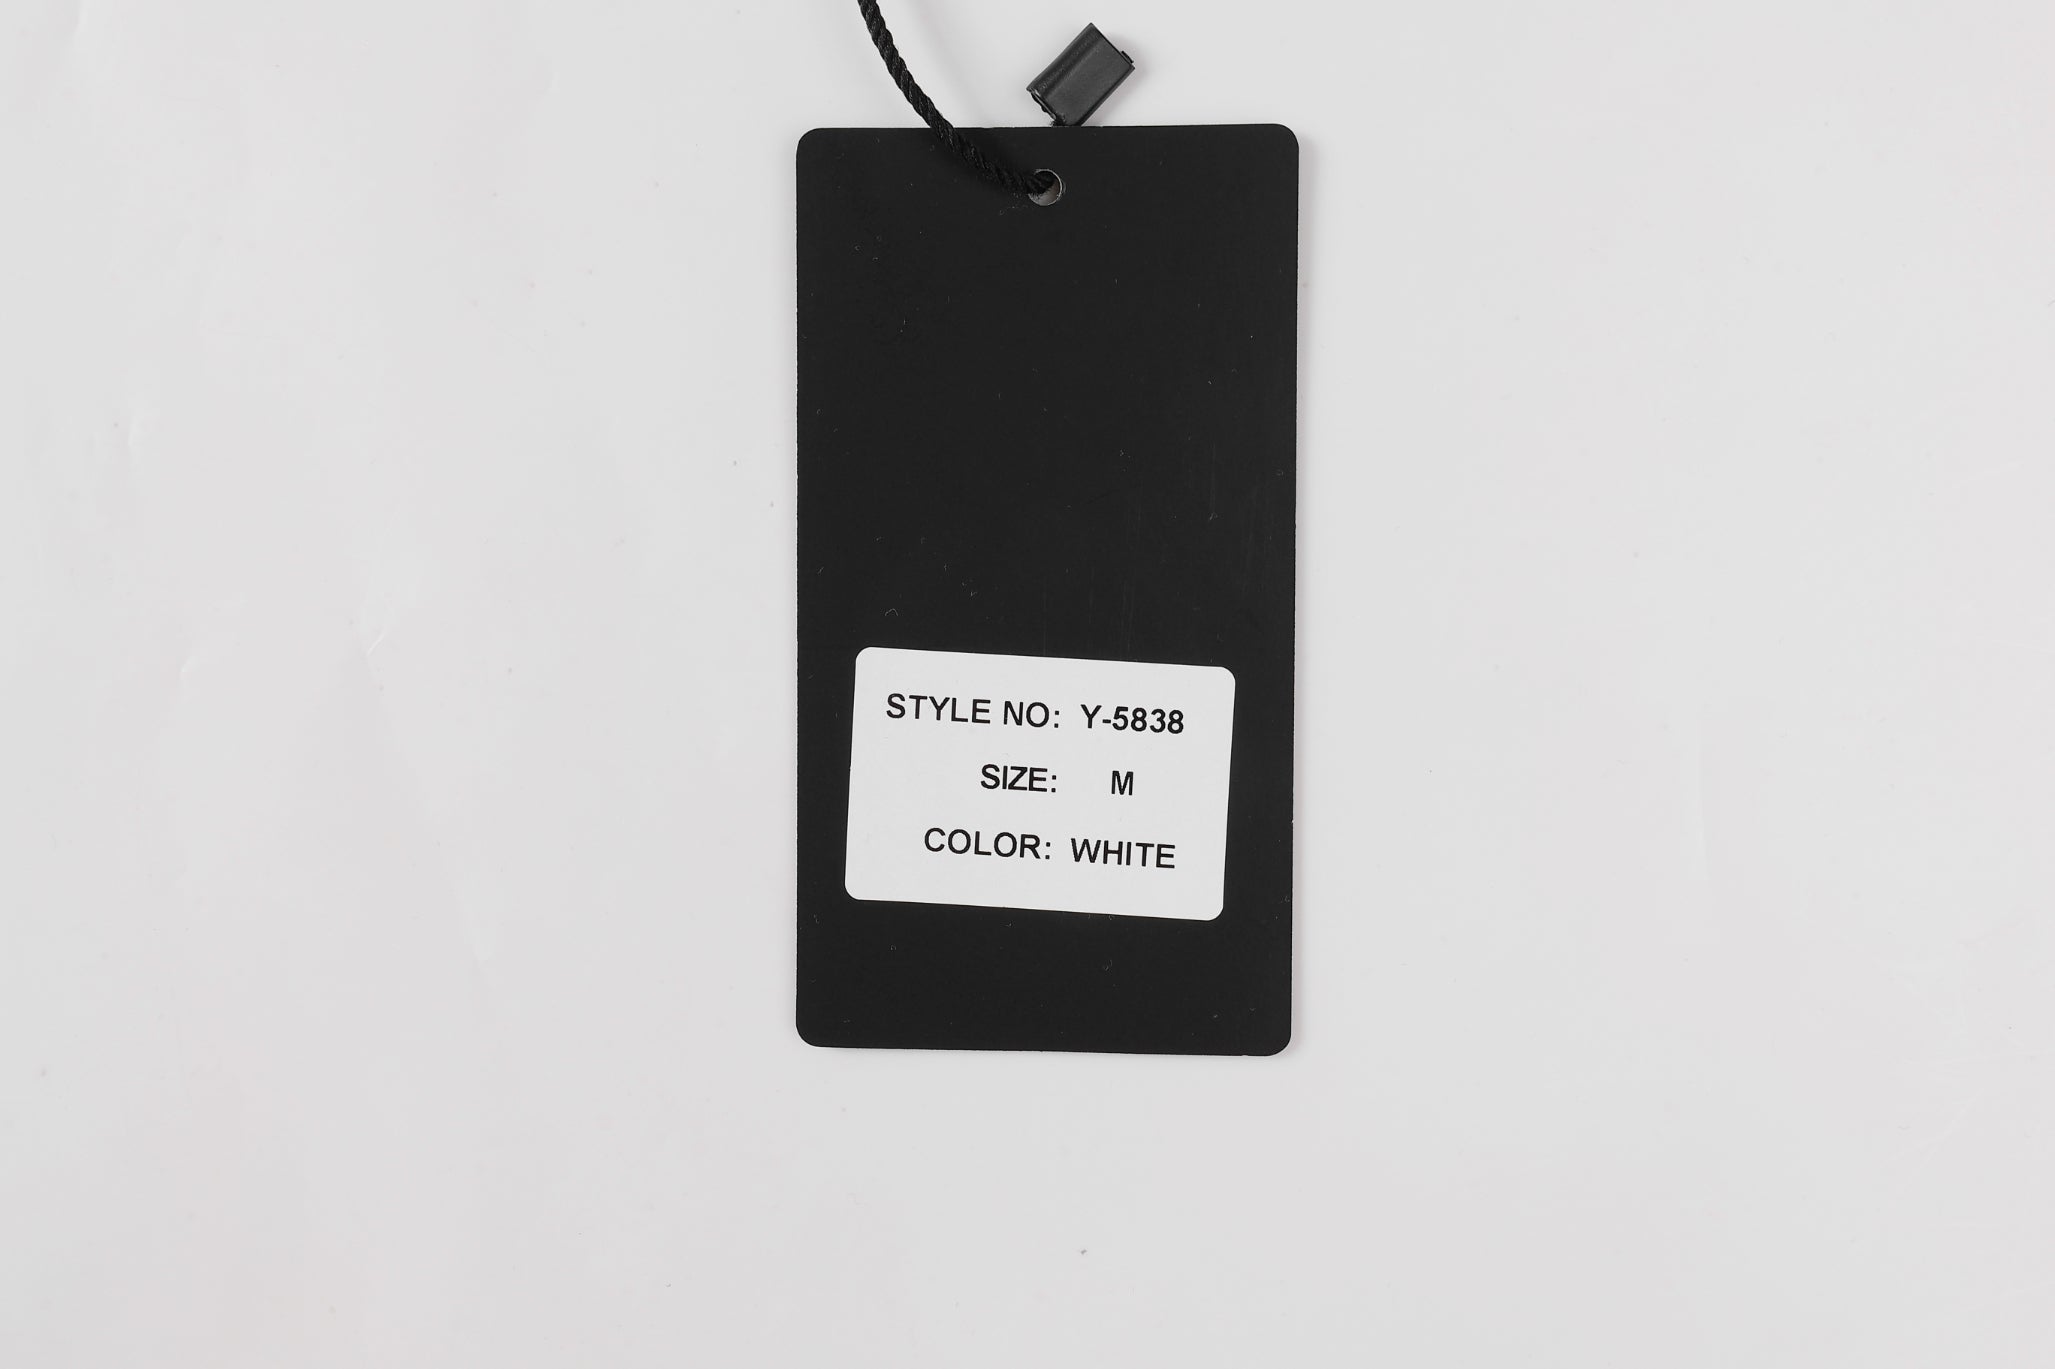 STYLE NO: Y-5838
SIZE: M
COLOR: WHITE